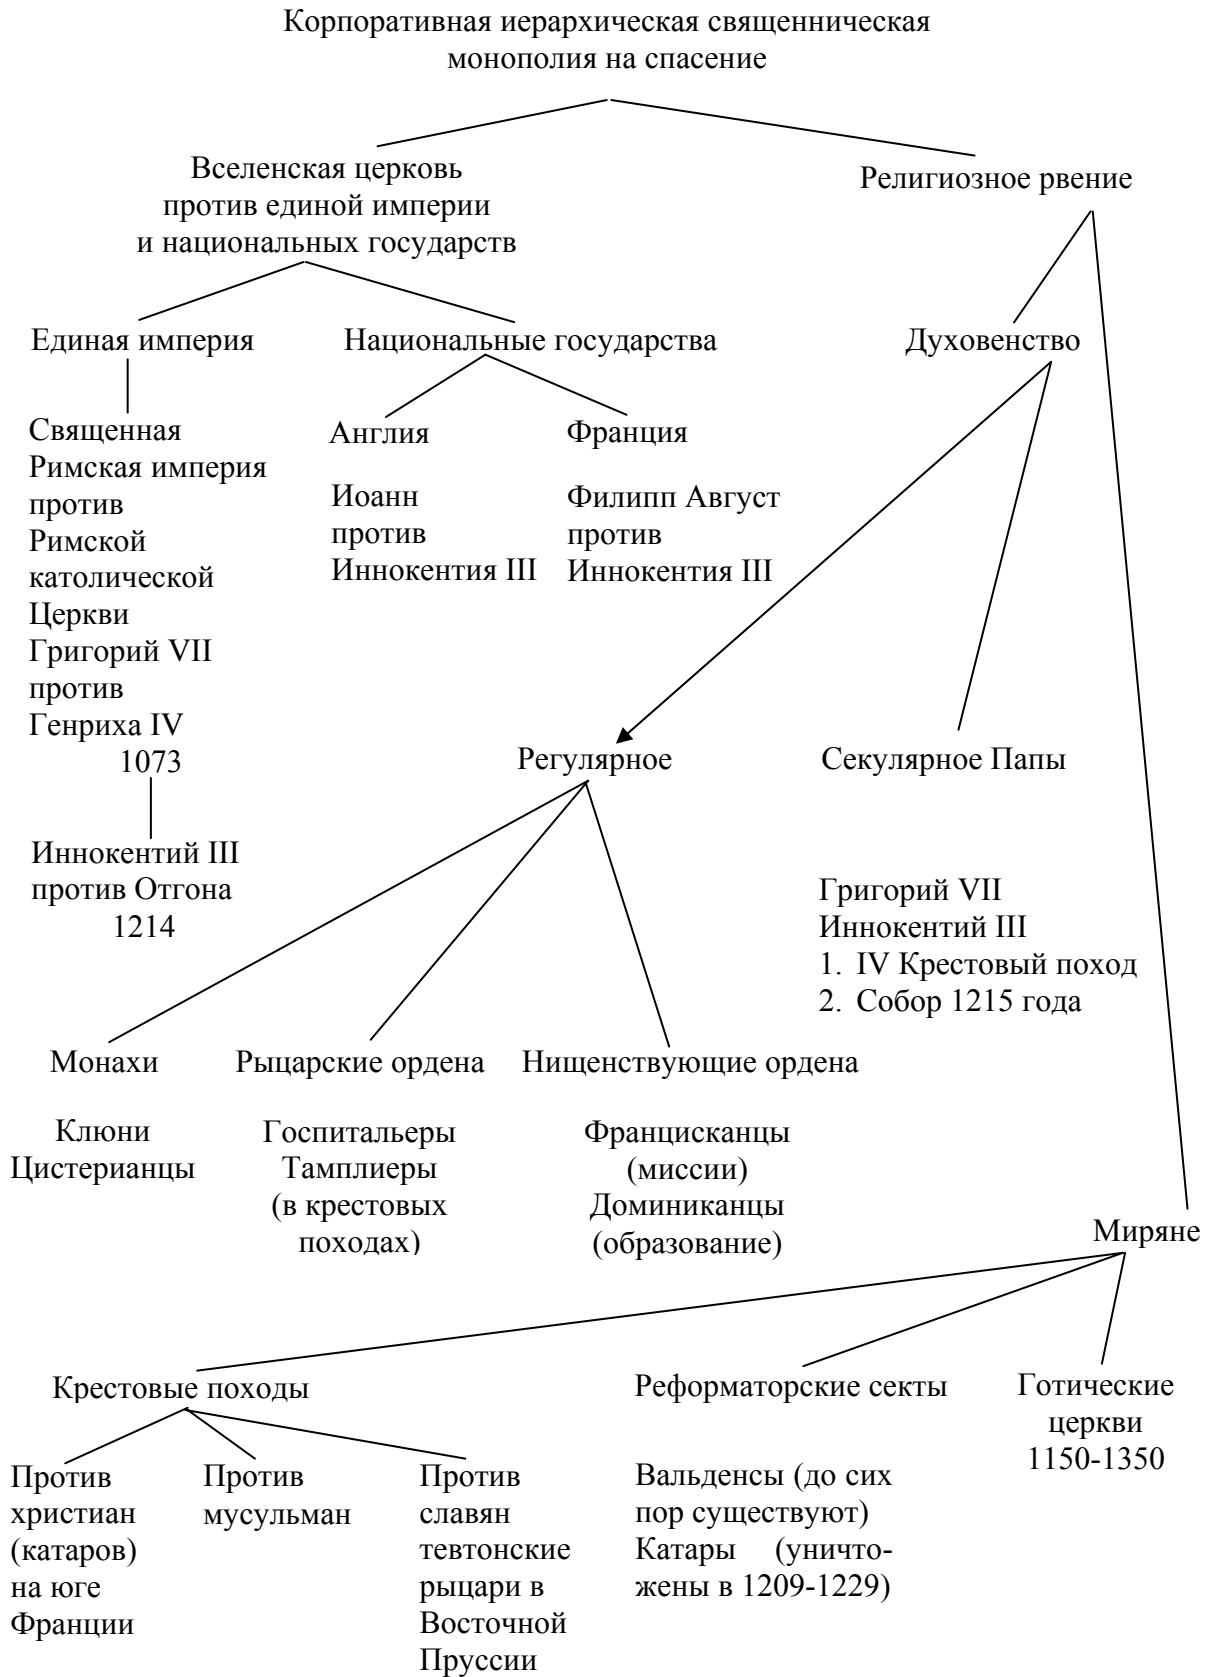 Корпоративная иерархическая священническая
монополия на спасение
Вселенская церковь
против единой империи
и национальных государств
Религиозное рвение
Единая империя
Национальные государства
Духовенство
Священная
Римская империя
против
Римской
католической
Церкви
Григорий VII
против
Генриха IV
1073
Англия
Иоанн
против
Иннокентия III
Франция
Филипп Август
против
Иннокентия III
Иннокентий III
против Отгона
1214
Регулярное
Секулярное Папы
Григорий VII
Иннокентий III
1. IV Крестовый поход
2. Собор 1215 года
Монахи
Клюни
Цистерианцы
Рыцарские ордена
Госпитальеры
Тамплиеры
(в крестовых
походах)
Нищенствующие ордена
Францисканцы
(миссии)
Доминиканцы
(образование)
Миряне
Крестовые походы
Реформаторские секты
Готические
церкви
1150-1350
Против
христиан
(катаров)
на юге
Франции
Против
мусульман
Против
славян
тевтонские
рыцари в
Восточной
Пруссии
Вальденсы (до сих
пор существуют)
Катары (уничто-
жены в 1209-1229)